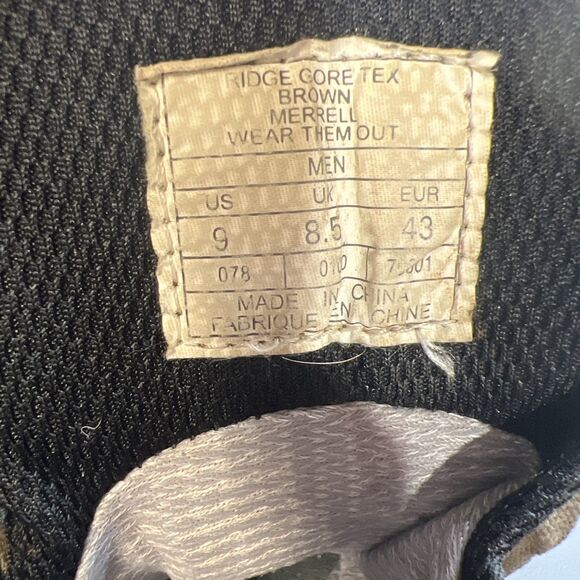 RIDGE GORE TEX
BROWN
MERRELL
WEAR THEM OUT
MEN
US UK EUR
9 8.5 43
078
MADE IN CHINA
FABRIQUE EN CHINE